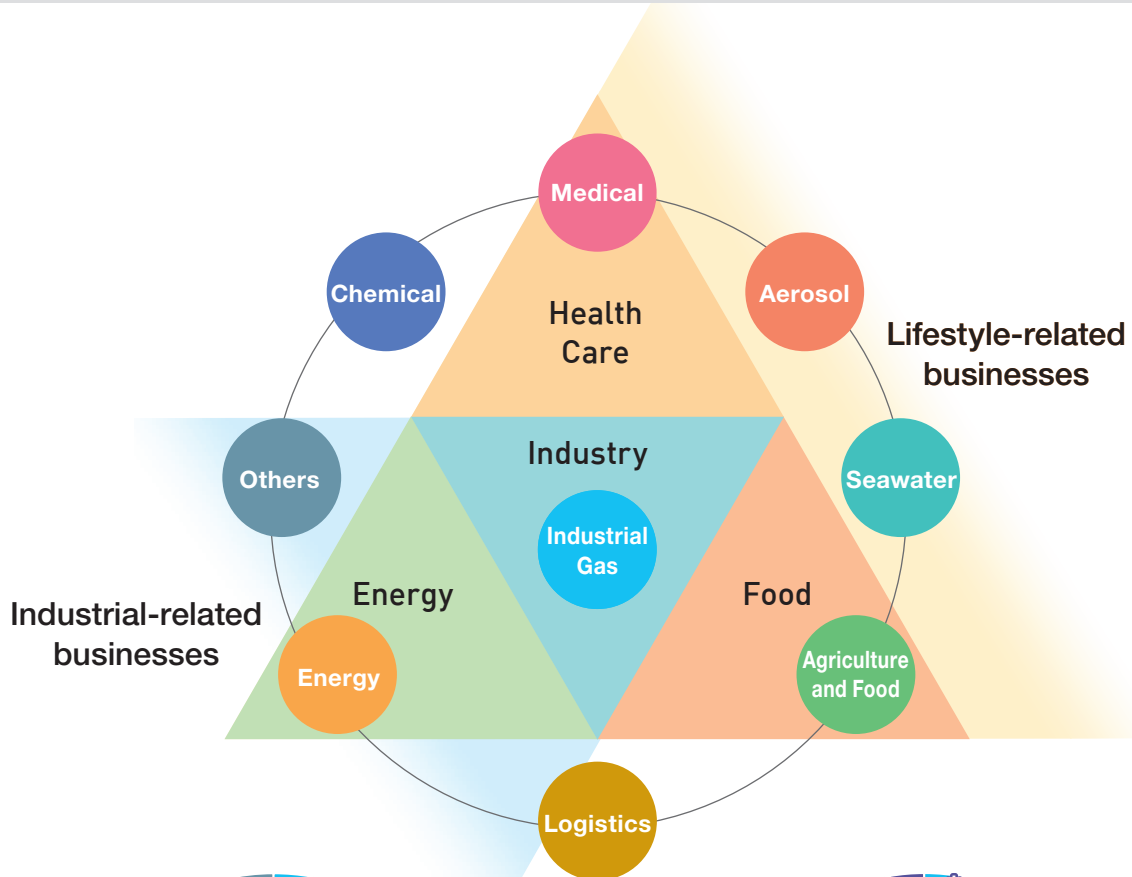 Medical
Chemical
Aerosol
Health
Care
Lifestyle-related
businesses
Industry
Others
Seawater
Industrial
Gas
Energy
Food
Industrial-related
businesses
Energy
Agriculture
and Food
Logistics